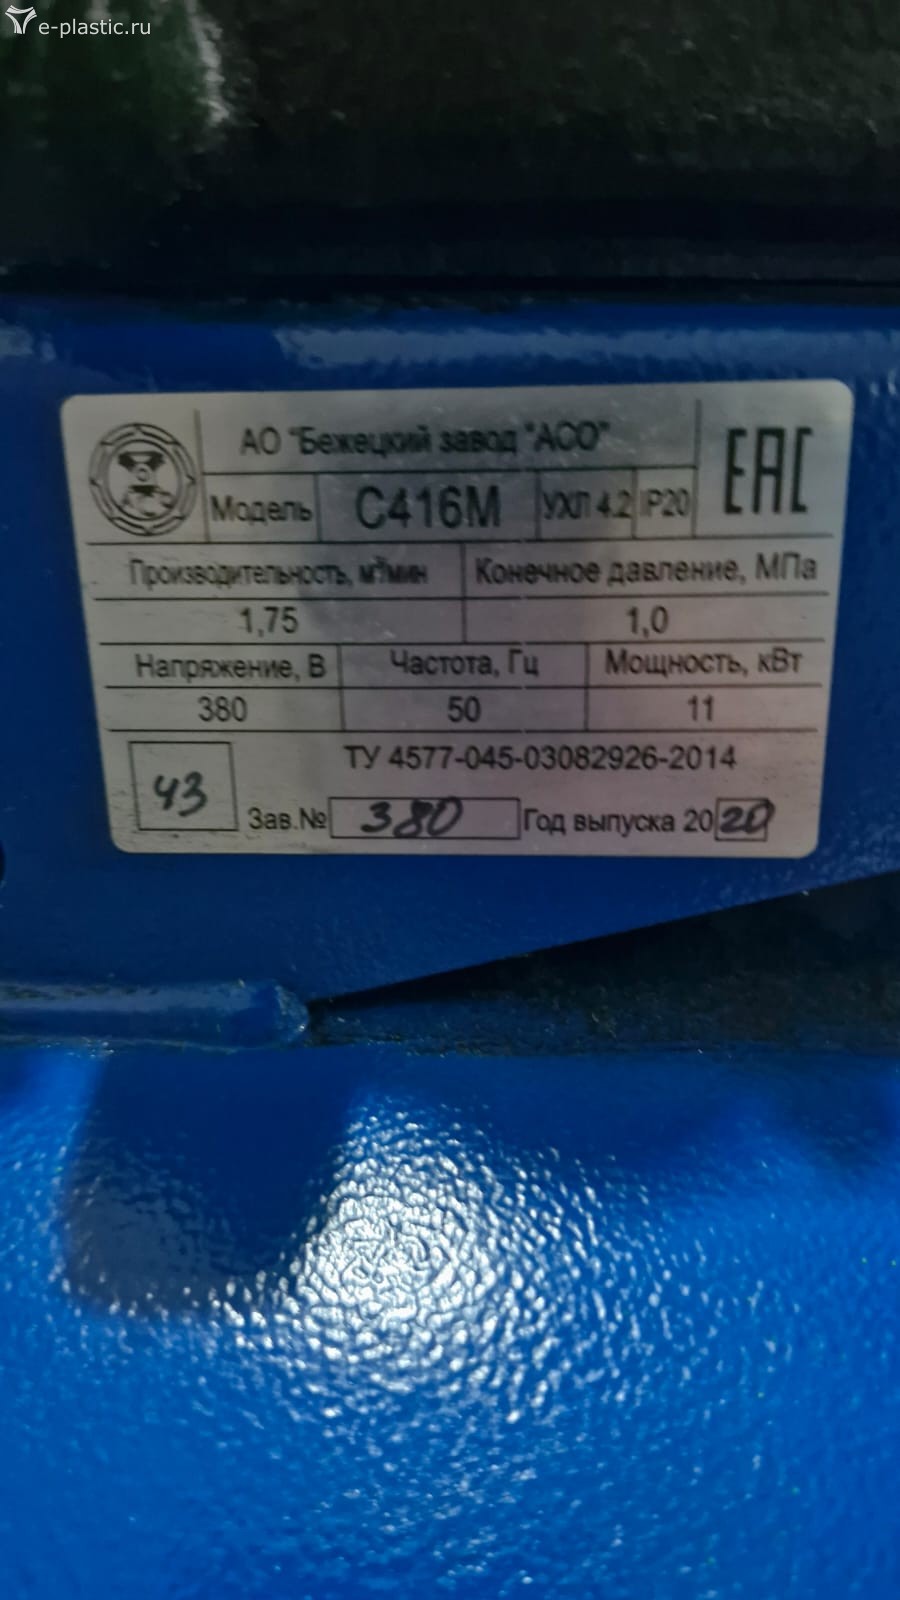 e-plastic.ru
АО "Бежецкий завод "АСО"
EAC
Модель С416М УХЛ 4.2 IP20
Производительность, м³/мин Конечное давление, МПа
1,75 1,0
Напряжение, В Частота, Гц Мощность, кВт
380 50 11
ТУ 4577-045-03082926-2014
43
Зав.№ 380 Год выпуска 2020